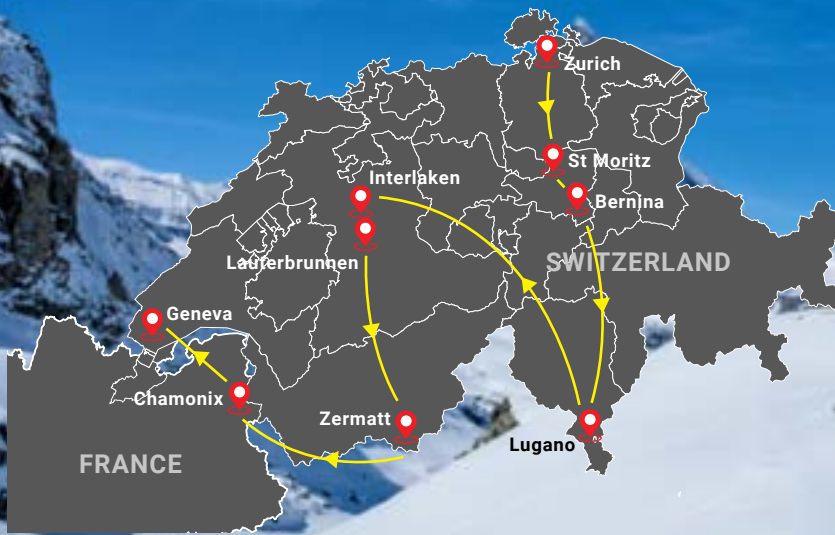 Zurich
St Moritz
Interlaken
Bernina
Lauterbrunnen
SWITZERLAND
Geneva
Chamonix
Zermatt
Lugano
FRANCE